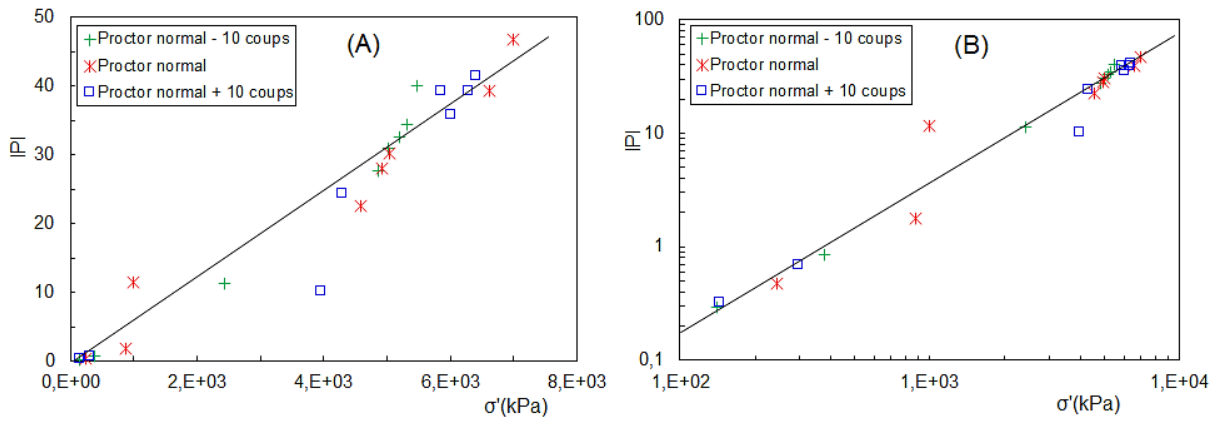 50
40
30
20
10
0
|P|
Proctor normal - 10 coups
Proctor normal
Proctor normal + 10 coups
(A)
0,E+00
2,E+03
4,E+03
6,E+03
8,E+03
σ'(kPa)
100
10
1
0,1
|P|
Proctor normal - 10 coups
Proctor normal
Proctor normal + 10 coups
(B)
1,E+02
1,E+03
1,E+04
σ'(kPa)